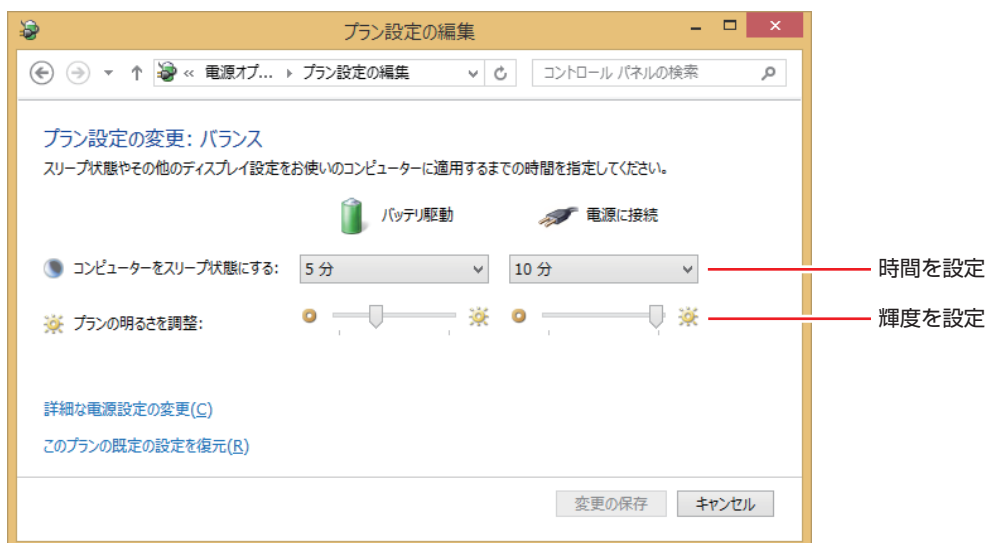 プラン設定の編集
« 電源オプ... ▸ プラン設定の編集 コントロール パネルの検索
プラン設定の変更: バランス
スリープ状態やその他のディスプレイ設定をお使いのコンピューターに適用するまでの時間を指定してください。
バッテリ駆動 電源に接続
コンピューターをスリープ状態にする: 5 分 10 分 時間を設定
プランの明るさを調整: 輝度を設定
詳細な電源設定の変更(C)
このプランの既定の設定を復元(R)
変更の保存 キャンセル